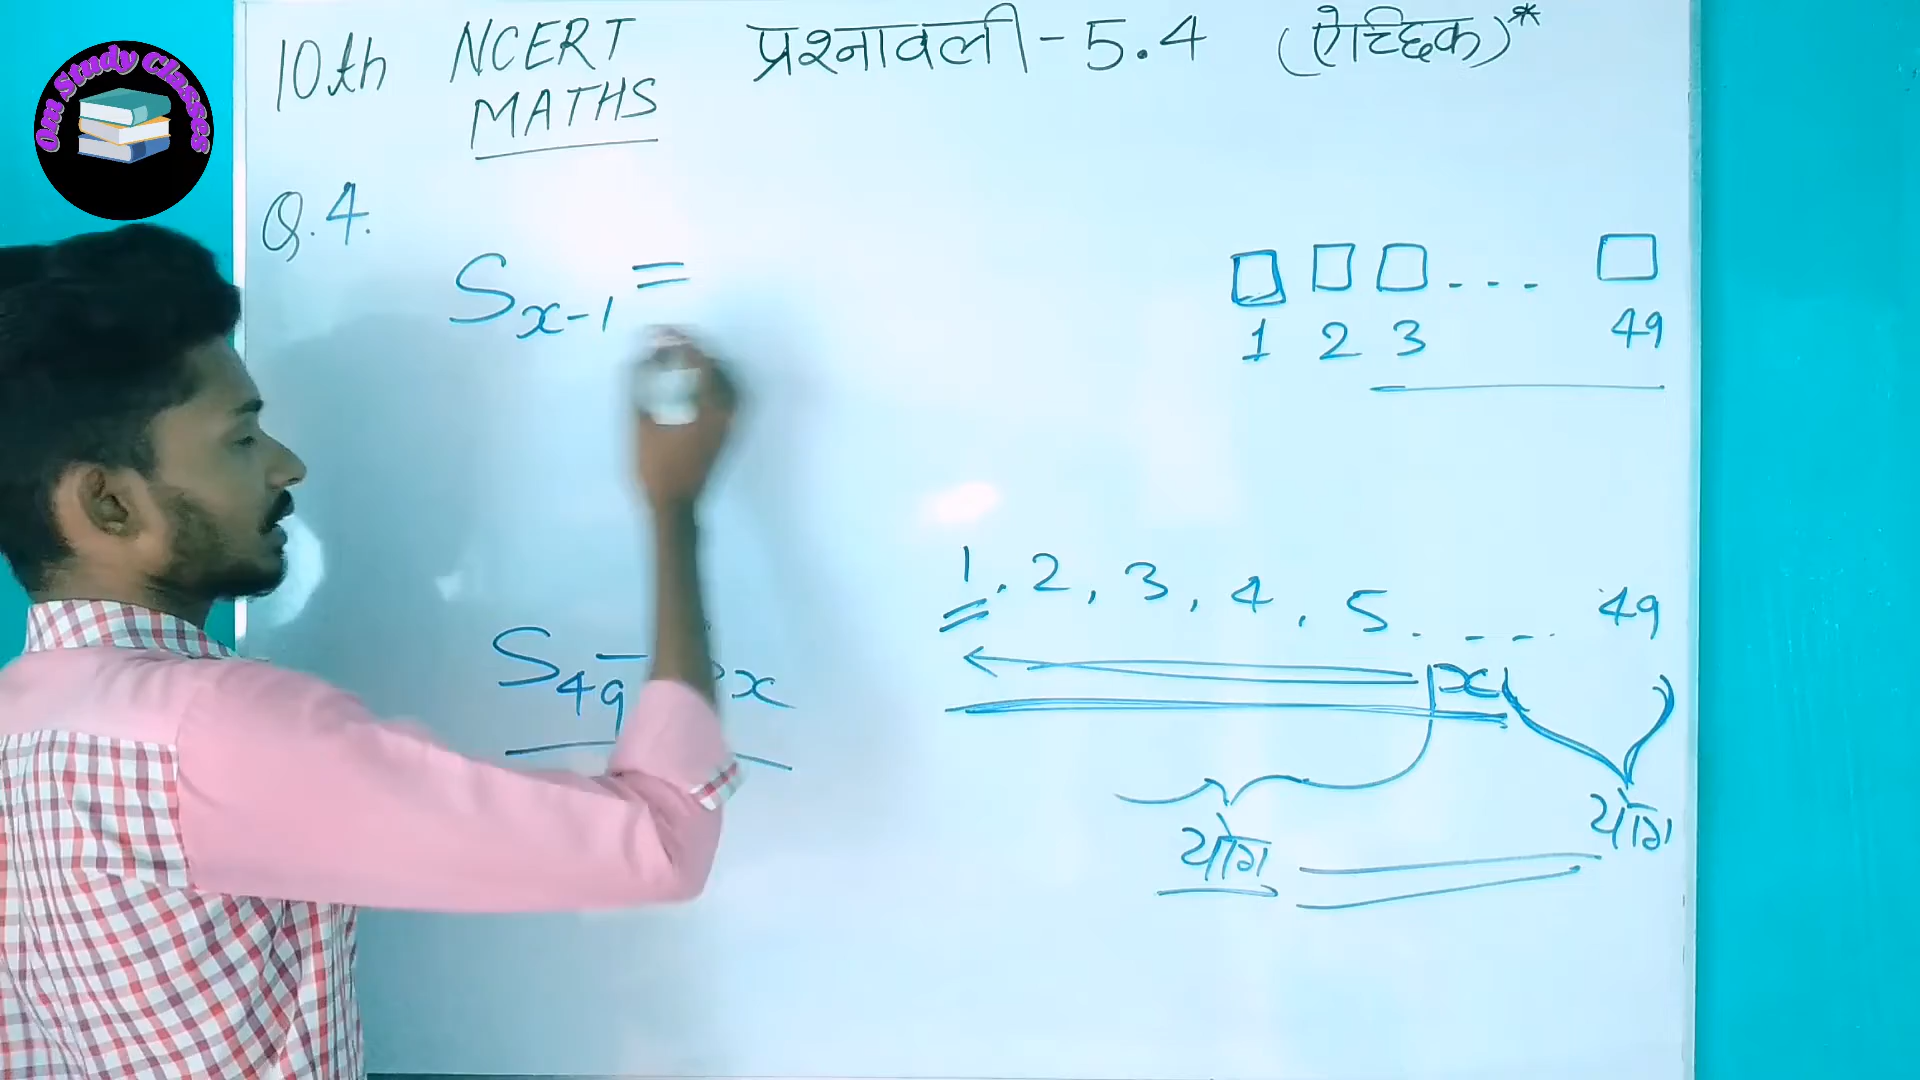 Om Study Classes
10th NCERT MATHS प्रश्नावली - 5.4 (ऐच्छिक)*
Q.4.
S x-1 =
1 2 3 ... 49
1, 2, 3, 4, 5. - - - 49
x
S 49 - x
योग
योग